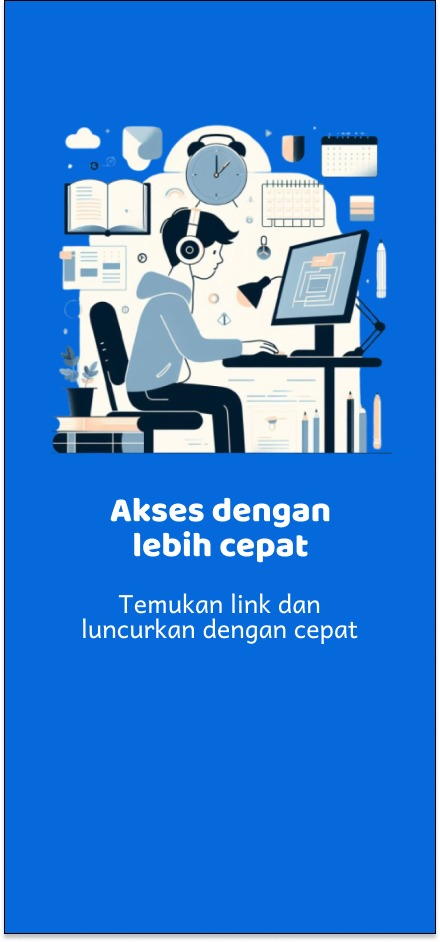 Akses dengan
lebih cepat
Temukan link dan
luncurkan dengan cepat